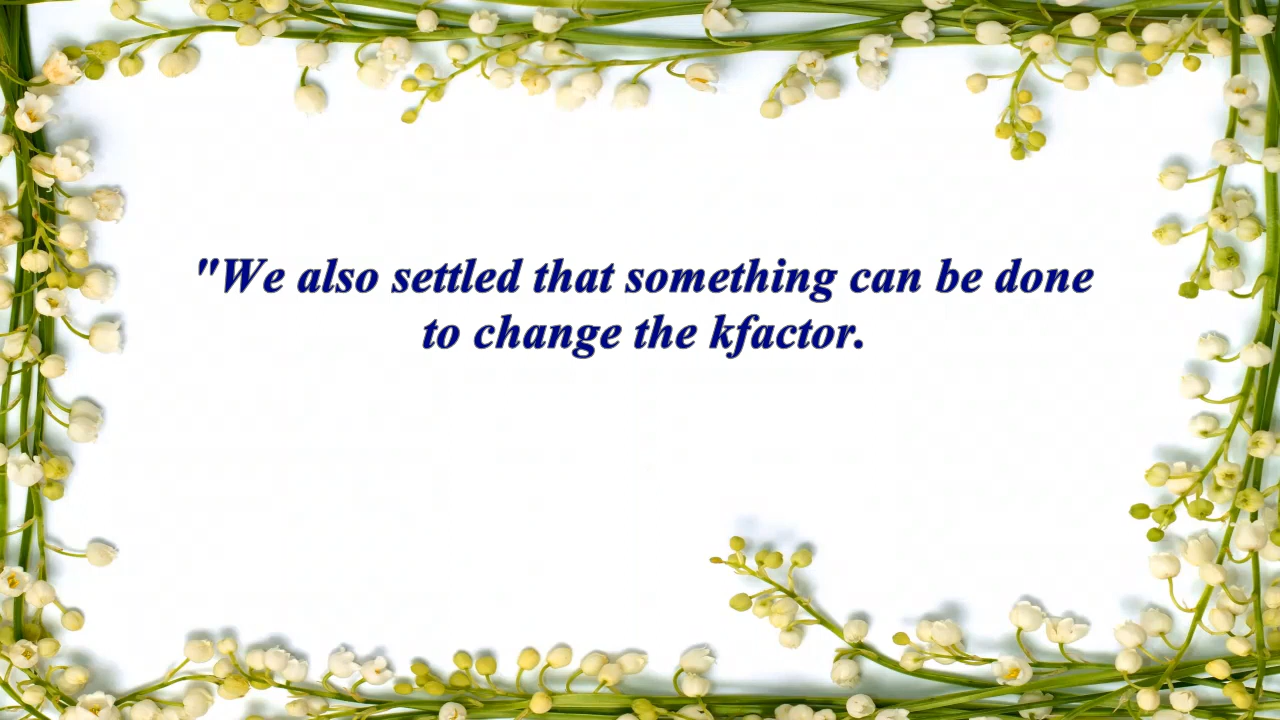 "We also settled that something can be done
to change the kfactor.